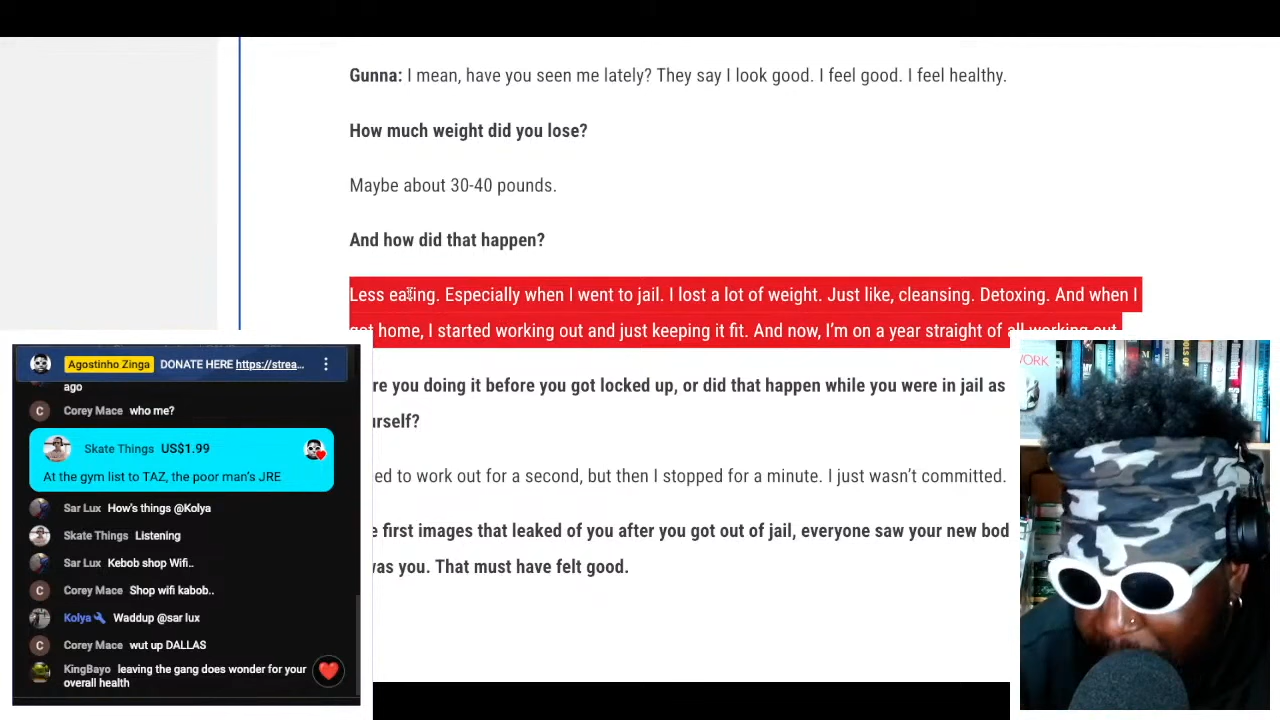 Gunna: I mean, have you seen me lately? They say I look good. I feel good. I feel healthy.
How much weight did you lose?
Maybe about 30-40 pounds.
And how did that happen?
Less eating. Especially when I went to jail. I lost a lot of weight. Just like, cleansing. Detoxing. And when I
got home, I started working out and just keeping it fit. And now, I'm on a year straight of all working out
you doing it before you got locked up, or did that happen while you were in jail as
to work out for a second, but then I stopped for a minute. I just wasn't committed.
first images that leaked of you after you got out of jail, everyone saw your new bod
was you. That must have felt good.
Agostinho Zinga DONATE HERE https://strea...
ago
C Corey Mace who me?
Skate Things US$1.99
At the gym list to TAZ, the poor man's JRE
Sar Lux How's things @Kolya
Skate Things Listening
Sar Lux Kebob shop Wifi..
C Corey Mace Shop wifi kabob..
Kolya Waddup @sar lux
C Corey Mace wut up DALLAS
KingBayo leaving the gang does wonder for your
overall health
WORK